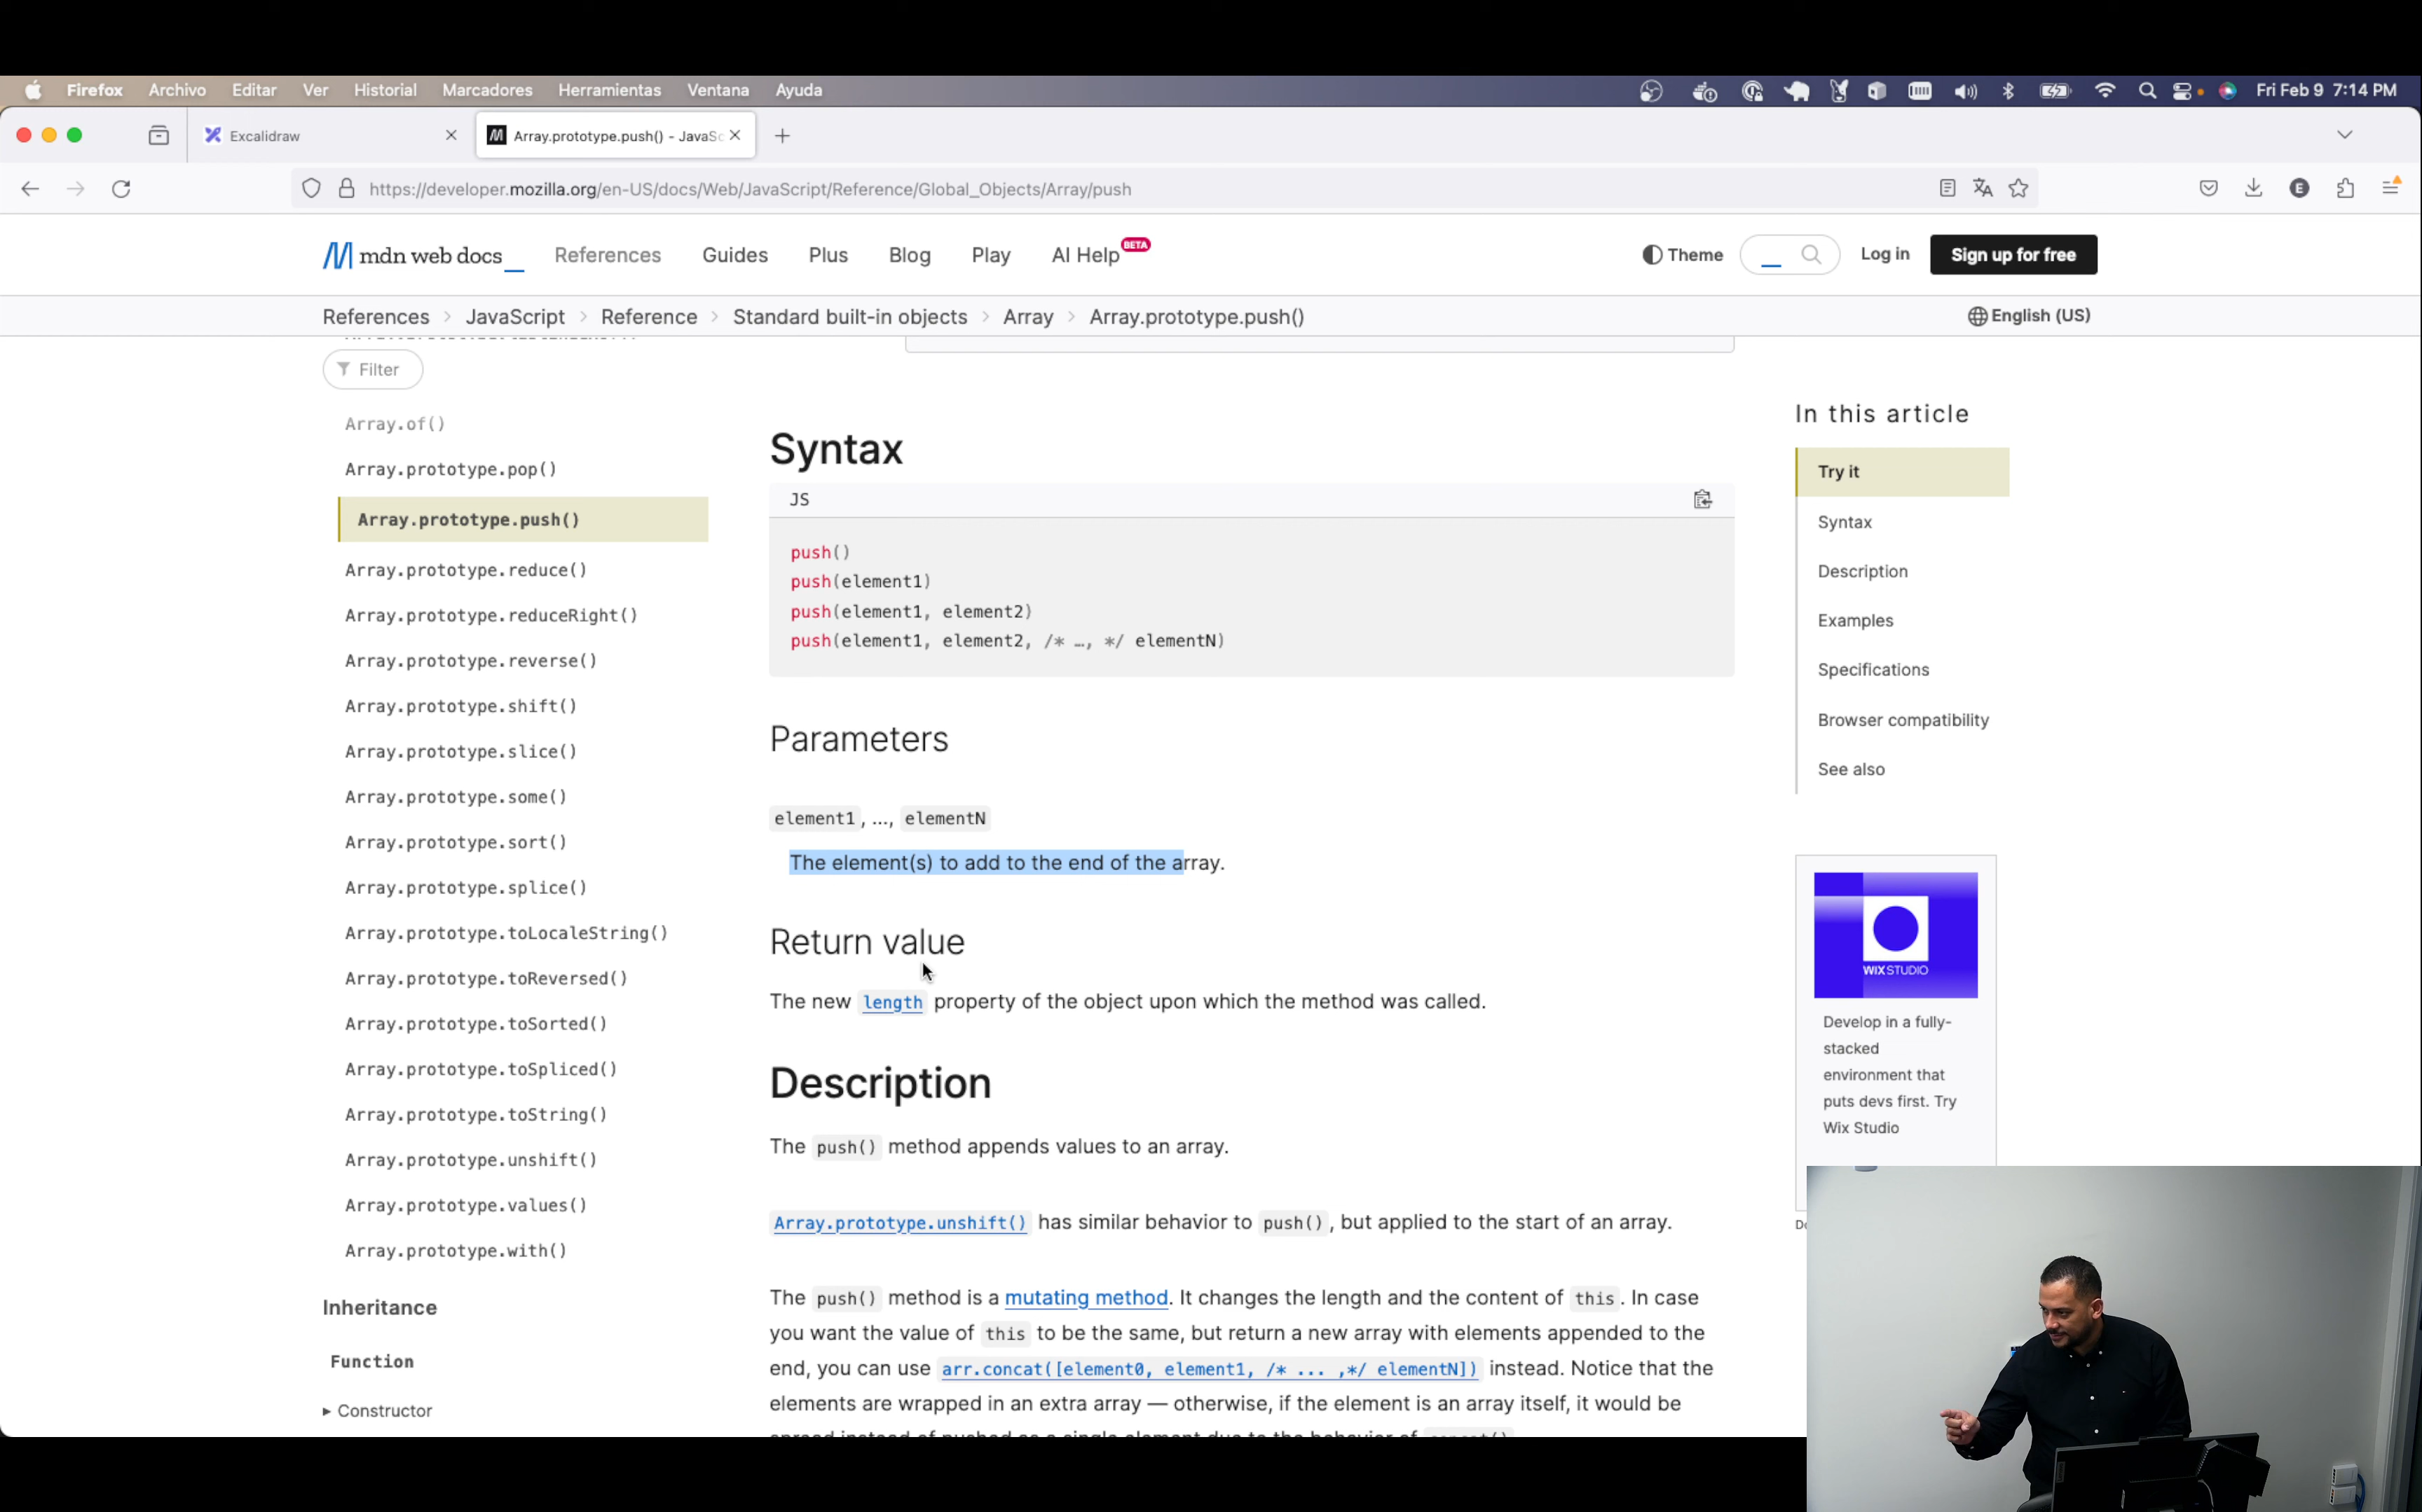 Firefox Archivo Editar Ver Historial Marcadores Herramientas Ventana Ayuda
Fri Feb 9 7:14 PM
Excalidraw
Array.prototype.push() - JavaSc
https://developer.mozilla.org/en-US/docs/Web/JavaScript/Reference/Global_Objects/Array/push
E
mdn web docs_
References Guides Plus Blog Play AI Help BETA
Theme
Log in
Sign up for free
References > JavaScript > Reference > Standard built-in objects > Array > Array.prototype.push()
English (US)
Filter
Array.of()
Array.prototype.pop()
Array.prototype.push()
Array.prototype.reduce()
Array.prototype.reduceRight()
Array.prototype.reverse()
Array.prototype.shift()
Array.prototype.slice()
Array.prototype.some()
Array.prototype.sort()
Array.prototype.splice()
Array.prototype.toLocaleString()
Array.prototype.toReversed()
Array.prototype.toSorted()
Array.prototype.toSpliced()
Array.prototype.toString()
Array.prototype.unshift()
Array.prototype.values()
Array.prototype.with()
Inheritance
Function
▸ Constructor
Syntax
JS
push()
push(element1)
push(element1, element2)
push(element1, element2, /* …, */ elementN)
Parameters
element1, …, elementN
The element(s) to add to the end of the array.
Return value
The new length property of the object upon which the method was called.
Description
The push() method appends values to an array.
Array.prototype.unshift() has similar behavior to push(), but applied to the start of an array.
The push() method is a mutating method. It changes the length and the content of this. In case
you want the value of this to be the same, but return a new array with elements appended to the
end, you can use arr.concat([element0, element1, /* ... ,*/ elementN]) instead. Notice that the
elements are wrapped in an extra array — otherwise, if the element is an array itself, it would be
In this article
Try it
Syntax
Description
Examples
Specifications
Browser compatibility
See also
WIX STUDIO
Develop in a fully-
stacked
environment that
puts devs first. Try
Wix Studio